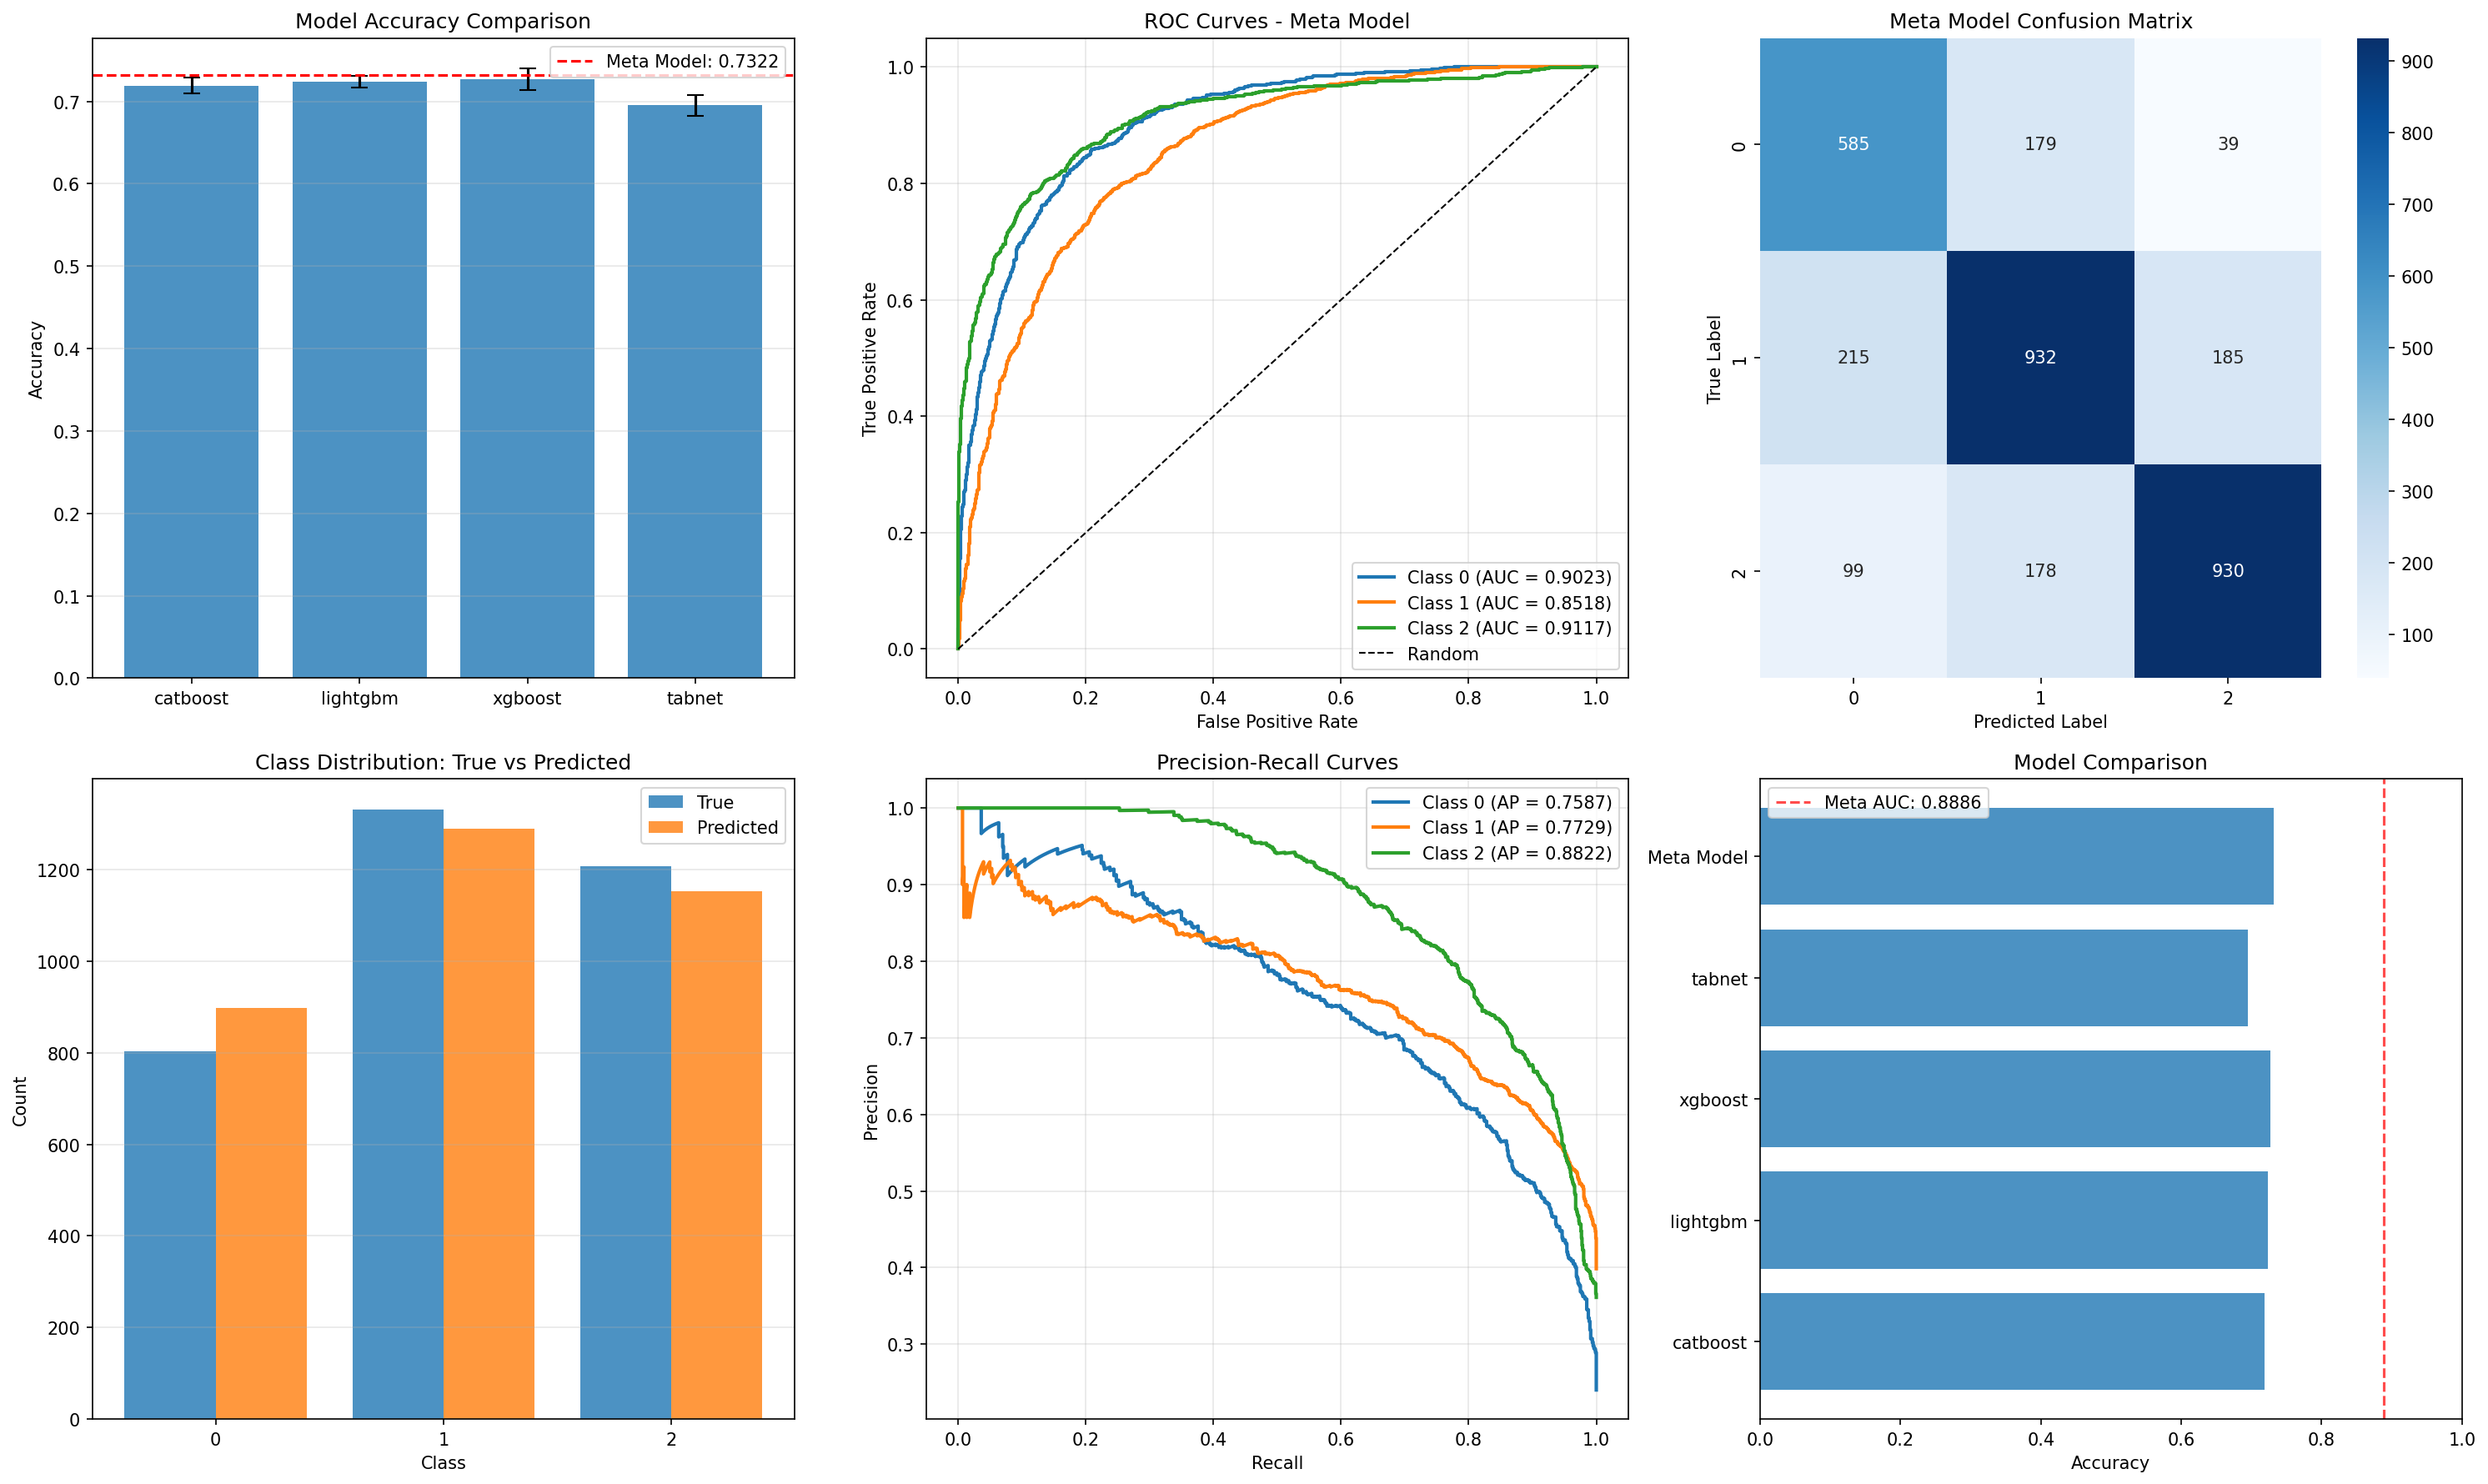 Model Accuracy Comparison
Meta Model: 0.7322
Accuracy
0.7
0.6
0.5
0.4
0.3
0.2
0.1
0.0
catboost lightgbm xgboost tabnet
ROC Curves - Meta Model
True Positive Rate
1.0
0.8
0.6
0.4
0.2
0.0
Class 0 (AUC = 0.9023)
Class 1 (AUC = 0.8518)
Class 2 (AUC = 0.9117)
Random
0.0 0.2 0.4 0.6 0.8 1.0
False Positive Rate
Meta Model Confusion Matrix
True Label
0 585 179 39
1 215 932 185
2 99 178 930
0 1 2
Predicted Label
900
800
700
600
500
400
300
200
100
Class Distribution: True vs Predicted
True
Predicted
Count
1200
1000
800
600
400
200
0
0 1 2
Class
Precision-Recall Curves
Class 0 (AP = 0.7587)
Class 1 (AP = 0.7729)
Class 2 (AP = 0.8822)
Precision
1.0
0.9
0.8
0.7
0.6
0.5
0.4
0.3
0.0 0.2 0.4 0.6 0.8 1.0
Recall
Model Comparison
Meta AUC: 0.8886
Meta Model
tabnet
xgboost
lightgbm
catboost
0.0 0.2 0.4 0.6 0.8 1.0
Accuracy